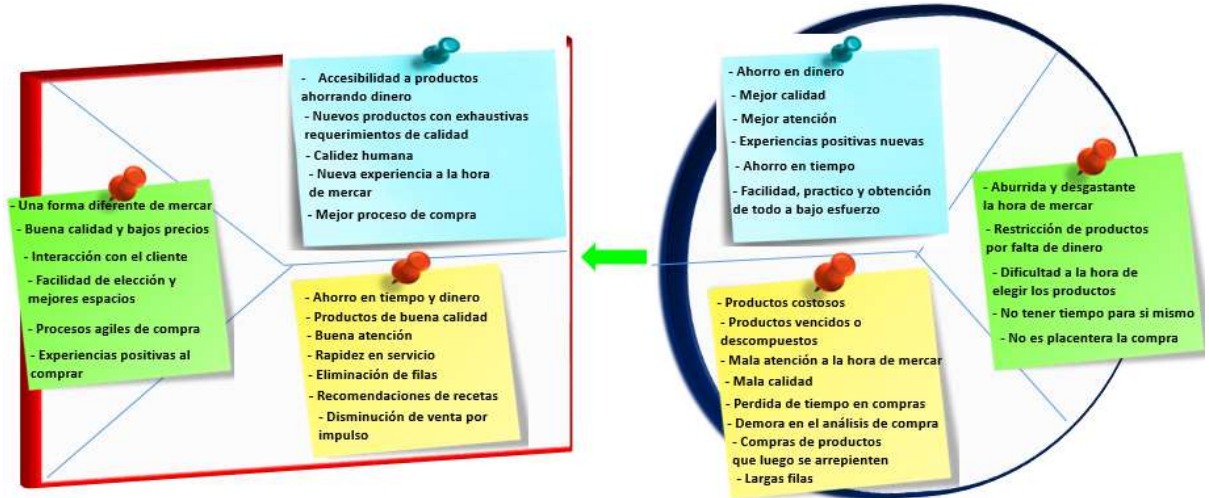 - Accesibilidad a productos
ahorrando dinero
- Nuevos productos con exhaustivas
requerimientos de calidad
- Calidez humana
- Nueva experiencia a la hora
de mercar
- Mejor proceso de compra
- Una forma diferente de mercar
- Buena calidad y bajos precios
- Interacción con el cliente
- Facilidad de elección y
mejores espacios
- Procesos agiles de compra
- Experiencias positivas al
comprar
- Ahorro en tiempo y dinero
- Productos de buena calidad
- Buena atención
- Rapidez en servicio
- Eliminación de filas
- Recomendaciones de recetas
- Disminución de venta por
impulso
- Ahorro en dinero
- Mejor calidad
- Mejor atención
- Experiencias positivas nuevas
- Ahorro en tiempo
- Facilidad, practico y obtención
de todo a bajo esfuerzo
- Aburrida y desgastante
la hora de mercar
- Restricción de productos
por falta de dinero
- Dificultad a la hora de
elegir los productos
- No tener tiempo para si mismo
- No es placentera la compra
- Productos costosos
- Productos vencidos o
descompuestos
- Mala atención a la hora de mercar
- Mala calidad
- Perdida de tiempo en compras
- Demora en el análisis de compra
- Compras de productos
que luego se arrepienten
- Largas filas